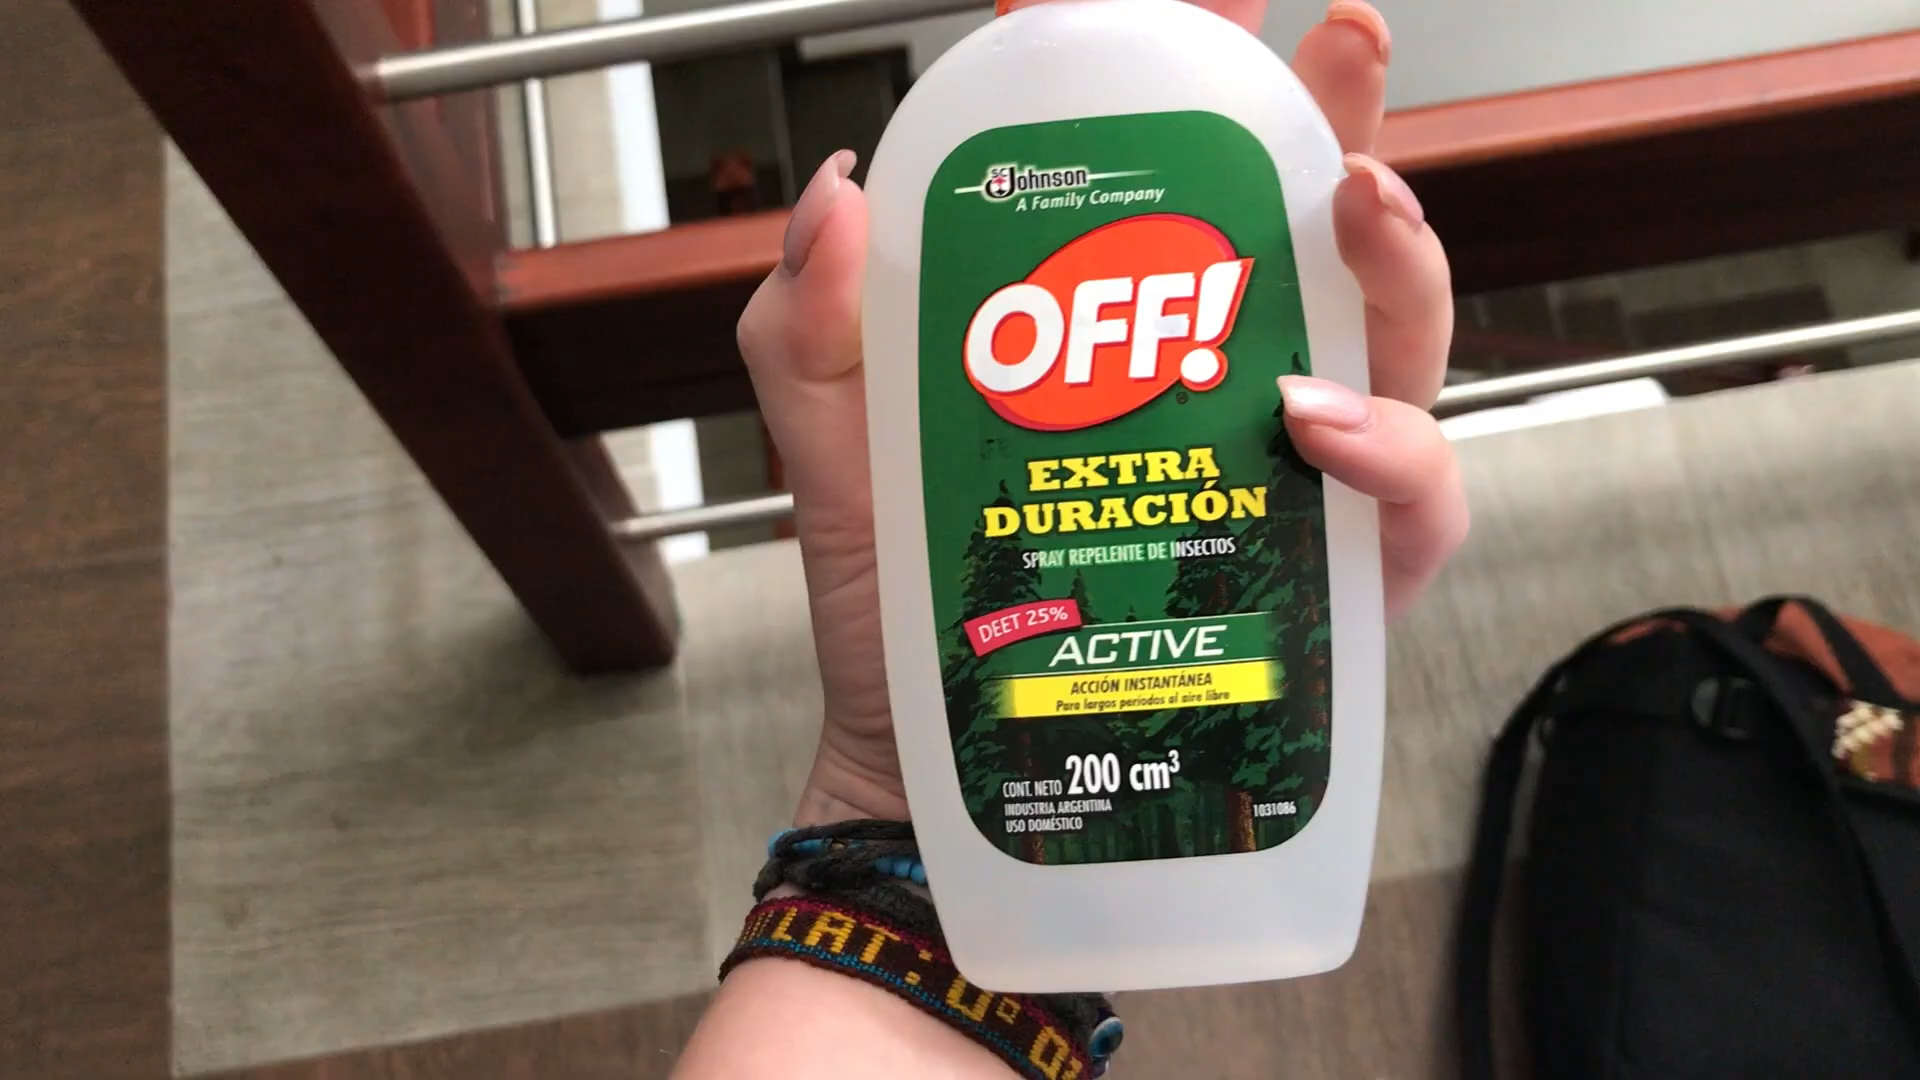 SC Johnson
A Family Company
OFF!
®
EXTRA
DURACIÓN
SPRAY REPELENTE DE INSECTOS
DEET 25%
ACTIVE
ACCIÓN INSTANTÁNEA
Para largos períodos al aire libre
CONT. NETO 200 cm³
INDUSTRIA ARGENTINA
USO DOMÉSTICO
1031086
LAT: 0° 0